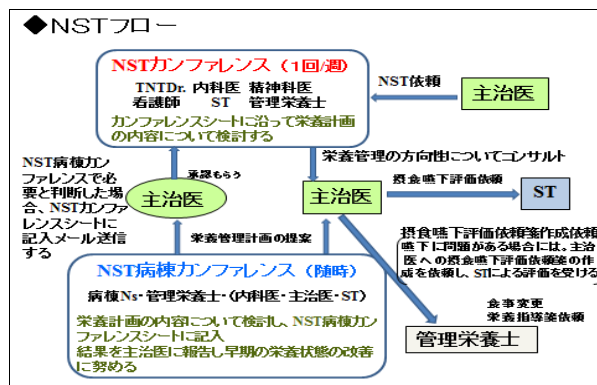 ◆NSTフロー
NSTカンファレンス（1回/週）
TNTDr. 内科医 精神科医
看護師 ST 管理栄養士
カンファレンスシートに沿って栄養計画
の内容について検討する
NST依頼
主治医
NST病棟カン
ファレンスで必
要と判断した場
合、NSTカンファ
レンスシートに
記入メール送信
する
承認もらう
主治医
主治医
栄養管理の方向性についてコンサルト
摂食嚥下評価依頼
ST
栄養管理計画の提案
摂食嚥下評価依頼箋作成依頼
嚥下に問題がある場合には、主治
医への摂食嚥下評価依頼箋の作
成を依頼し、STによる評価を受ける
NST病棟カンファレンス（随時）
病棟Ns・管理栄養士・（内科医・主治医・ST）
栄養計画の内容について検討し、NST病棟カン
ファレンスシートに記入
結果を主治医に報告し早期の栄養状態の改善
に努める
食事変更
栄養指導箋依頼
管理栄養士